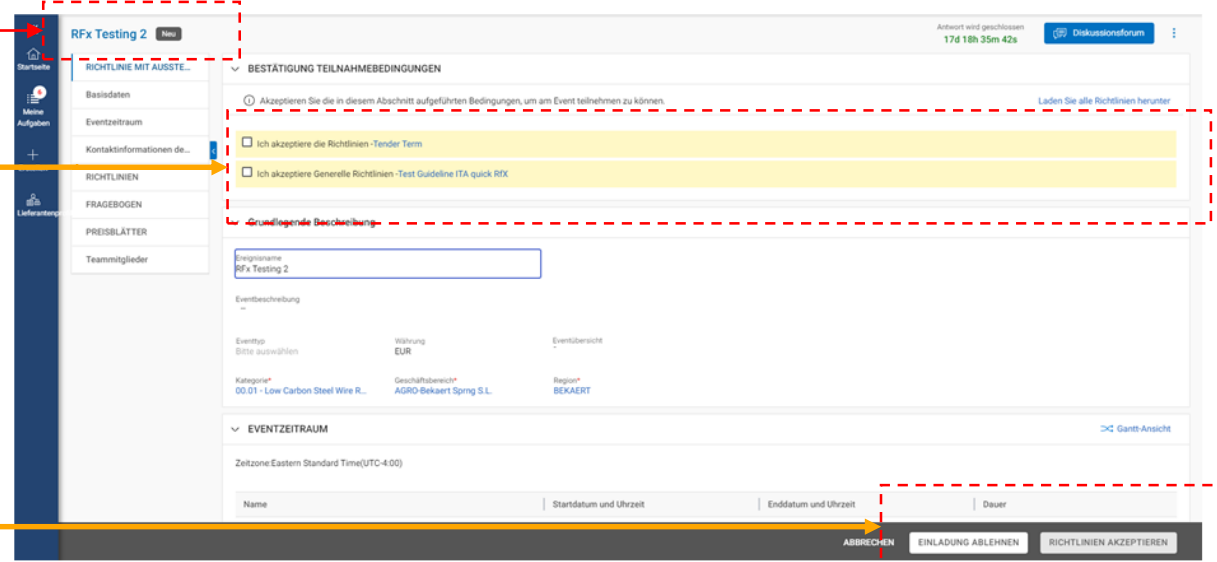 RFx Testing 2 Neu
Antwort wird geschlossen
17d 18h 35m 42s
Diskussionsforum
Startseite
6
Meine
Aufgaben
Lieferanteng
RICHTLINIE MIT AUSSTE...
Basisdaten
Eventzeitraum
Kontaktinformationen de...
RICHTLINIEN
FRAGEBOGEN
PREISBLÄTTER
Teammitglieder
BESTÄTIGUNG TEILNAHMEBEDINGUNGEN
Akzeptieren Sie die in diesem Abschnitt aufgeführten Bedingungen, um am Event teilnehmen zu können.
Laden Sie alle Richtlinien herunter
Ich akzeptiere die Richtlinien -Tender Term
Ich akzeptiere Generelle Richtlinien -Test Guideline ITA quick RfX
Grundlegende Beschreibung
Ereignisname
RFx Testing 2
Eventbeschreibung
--
Eventtyp Währung Eventübersicht
Bitte auswählen EUR -
Kategorie* Geschäftsbereich* Region*
00.01 - Low Carbon Steel Wire R... AGRO-Bekaert Sprng S.L. BEKAERT
EVENTZEITRAUM
Gantt-Ansicht
Zeitzone:Eastern Standard Time(UTC-4:00)
Name Startdatum und Uhrzeit Enddatum und Uhrzeit Dauer
ABBRECHEN EINLADUNG ABLEHNEN RICHTLINIEN AKZEPTIEREN